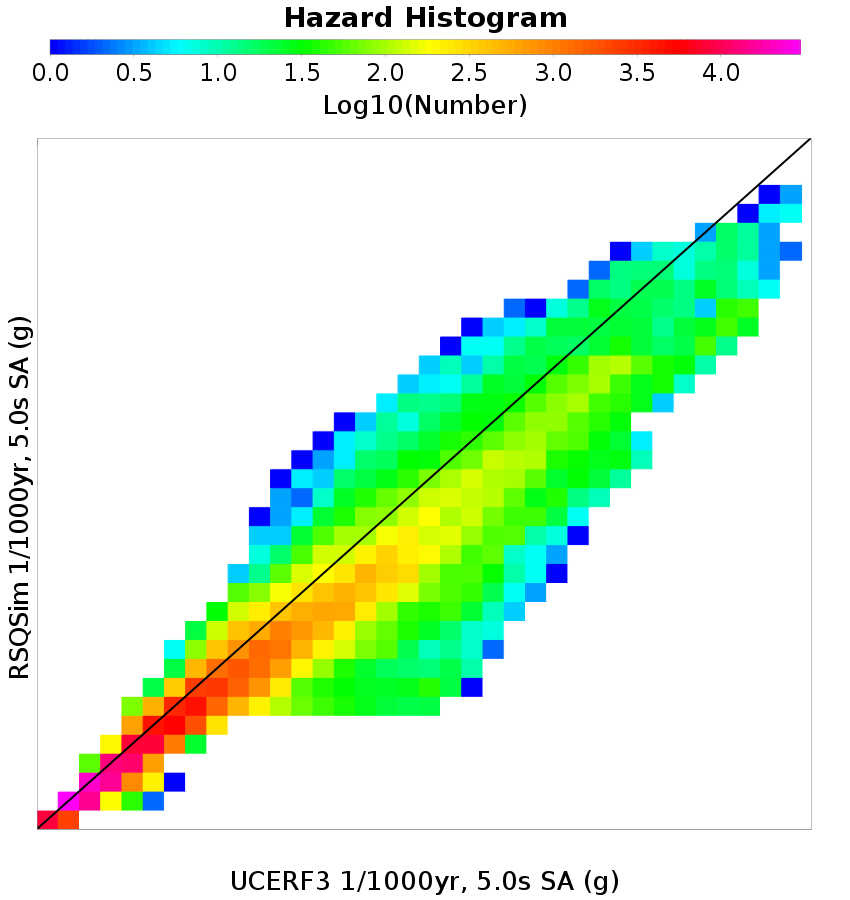 Hazard Histogram
0.0 0.5 1.0 1.5 2.0 2.5 3.0 3.5 4.0
Log10(Number)
RSQSim 1/1000yr, 5.0s SA (g)
UCERF3 1/1000yr, 5.0s SA (g)